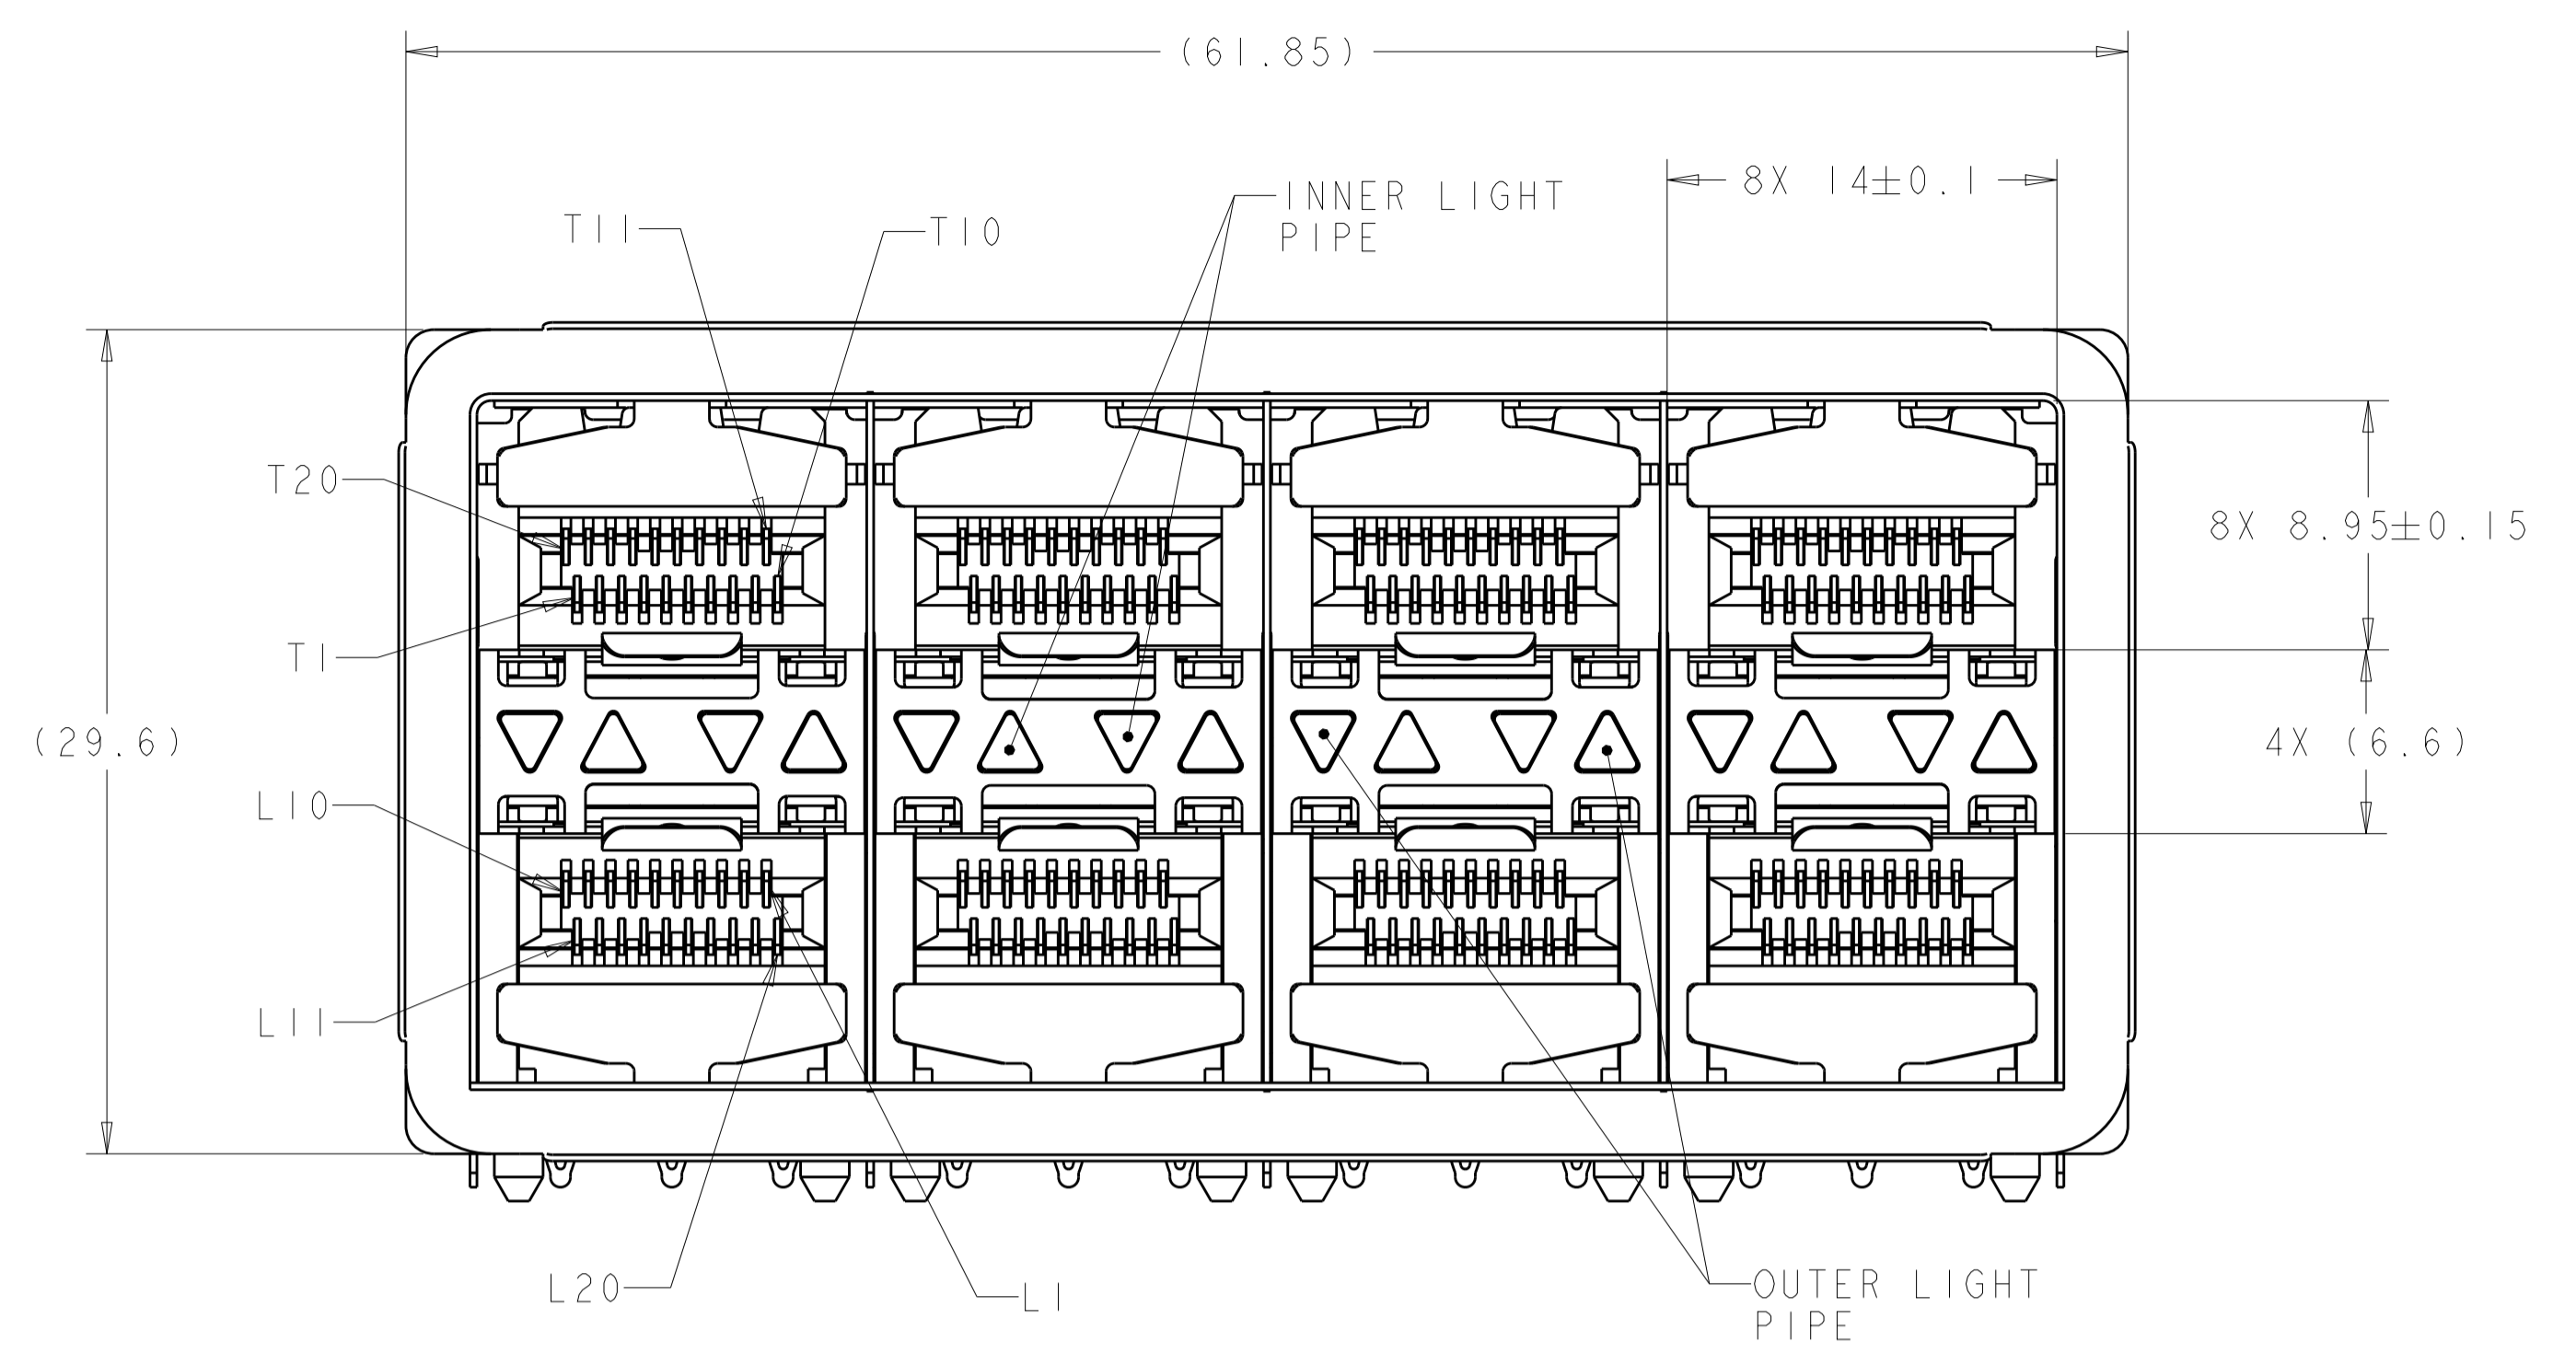 (61.85)
8X 14±0.1
INNER LIGHT
PIPE
T11
T10
T20
8X 8.95±0.15
T1
(29.6)
4X (6.6)
L10
L11
L20
L1
OUTER LIGHT
PIPE